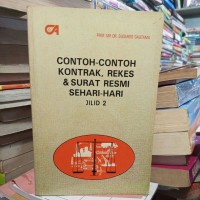 CONTOH-CONTOH
KONTRAK, REKES
& SURAT RESMI
SEHARI-HARI
JILID 2